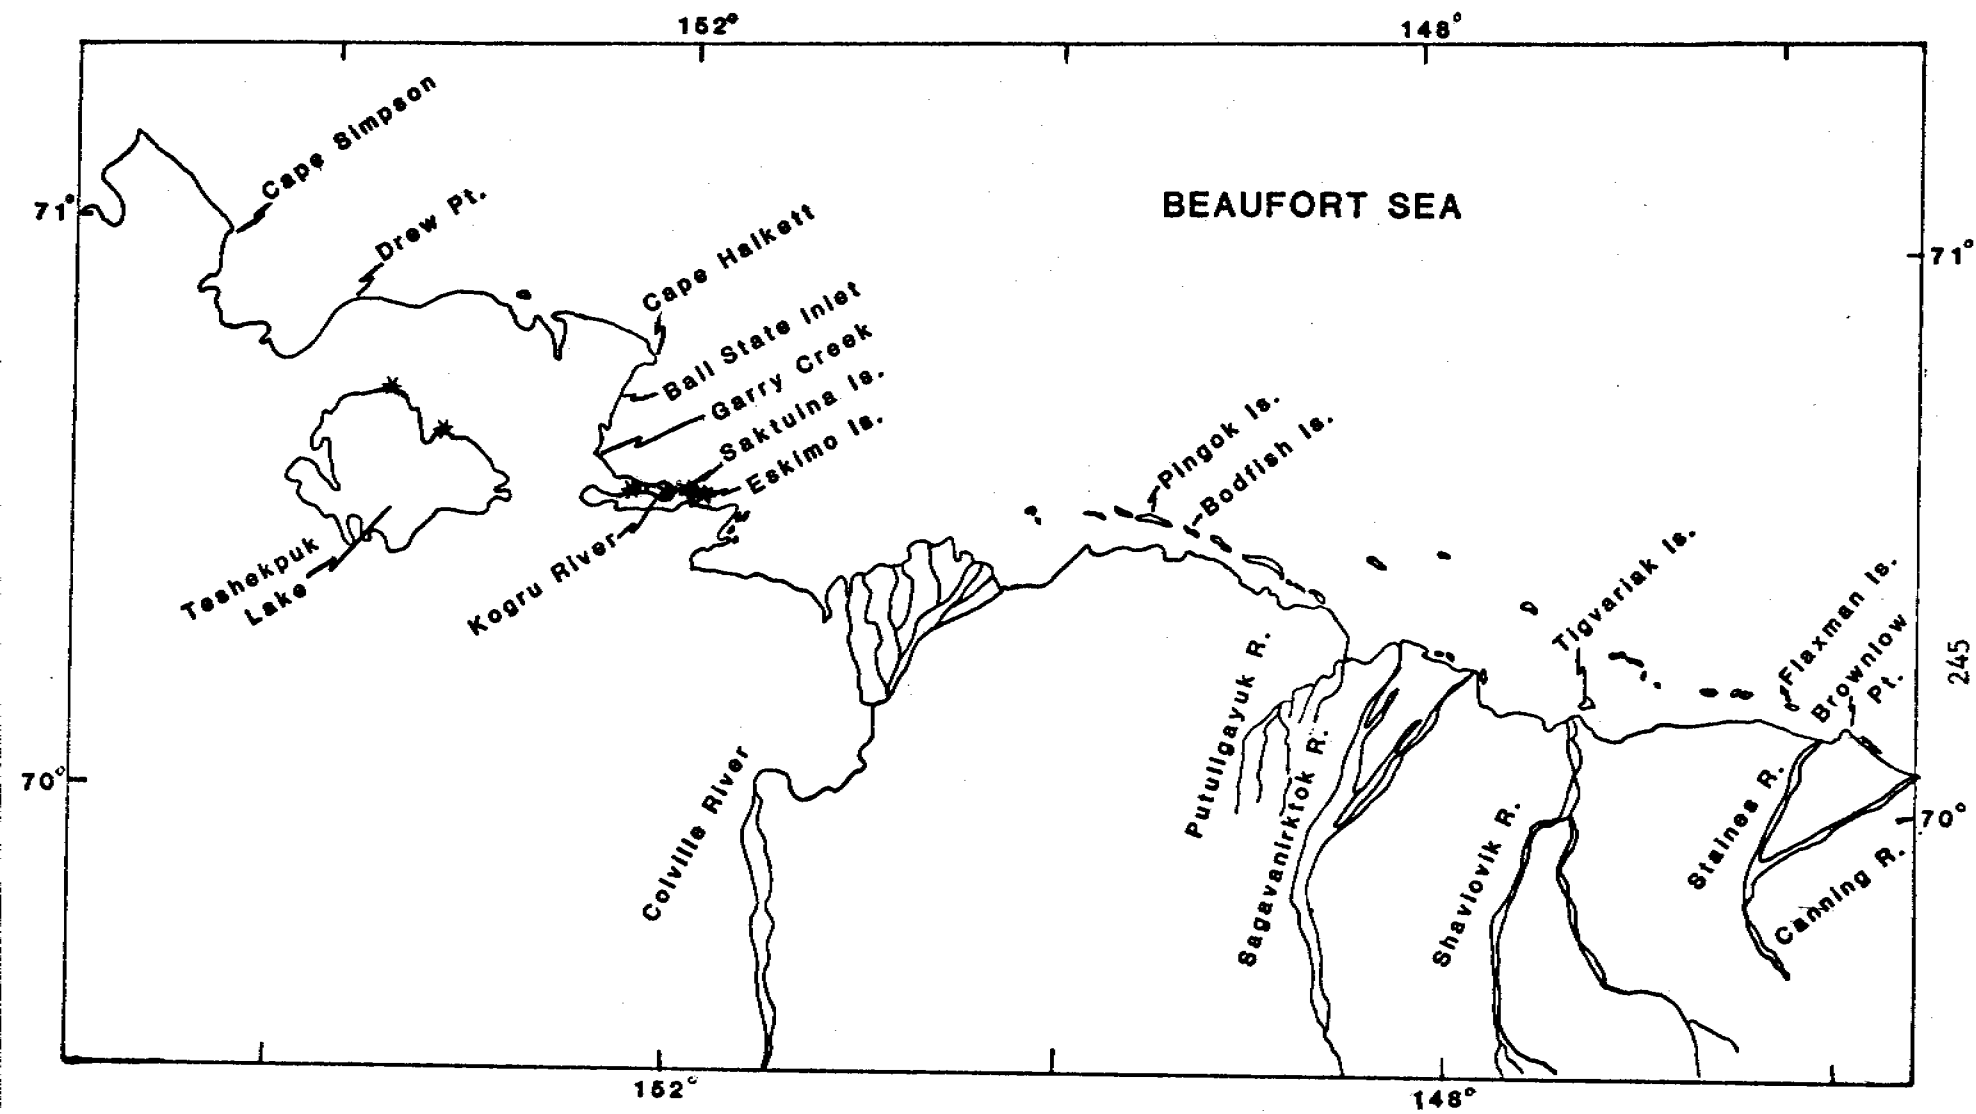 152°
148°
Cape Simpson
71°
Drew Pt.
BEAUFORT SEA
Cape Halkett
71°
Ball State Inlet
Garry Creek
Saktuina Is.
Eskimo Is.
Pingok Is.
Bodfish Is.
Teshekpuk
Lake
Kogru River
Tigvariak Is.
Flaxman Is.
Brownlow
Pt.
245
Putuligayuk R.
Sagavanirktok R.
70°
Colville River
Shaviovik R.
Staines R.
70°
Canning R.
152°
148°